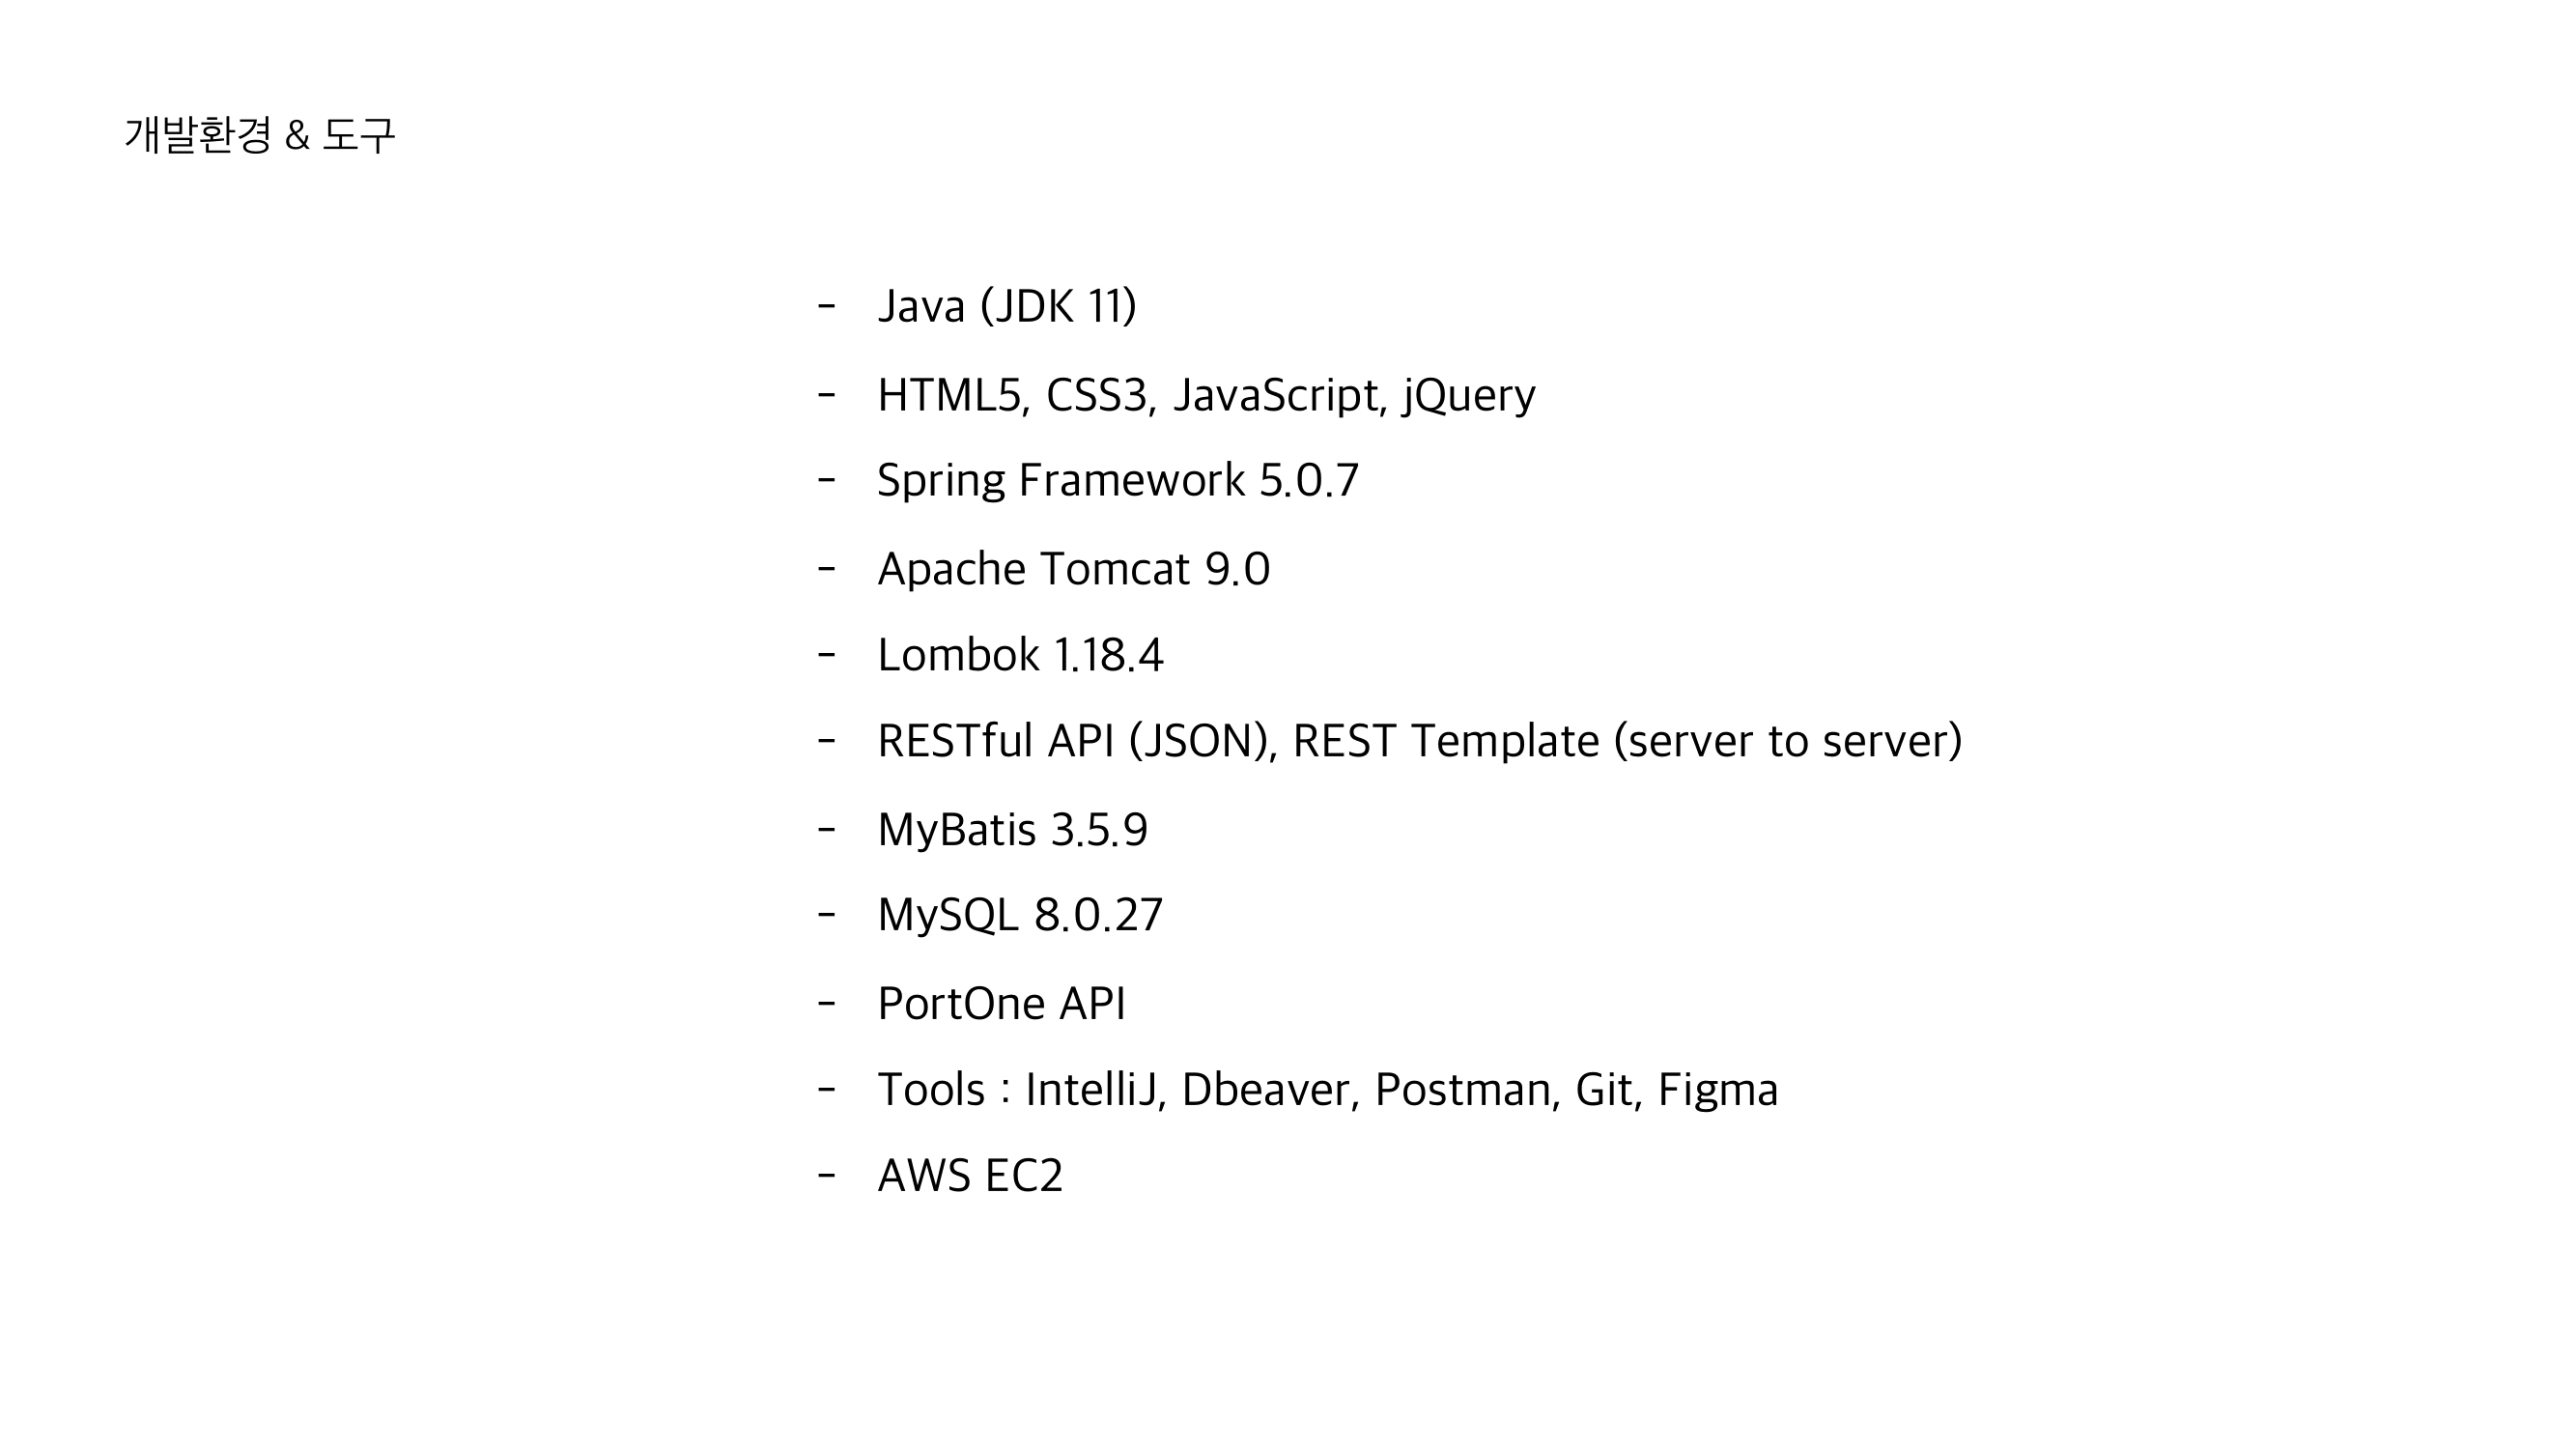 개발환경 & 도구
- Java (JDK 11)
- HTML5, CSS3, JavaScript, jQuery
- Spring Framework 5.0.7
- Apache Tomcat 9.0
- Lombok 1.18.4
- RESTful API (JSON), REST Template (server to server)
- MyBatis 3.5.9
- MySQL 8.0.27
- PortOne API
- Tools : IntelliJ, Dbeaver, Postman, Git, Figma
- AWS EC2